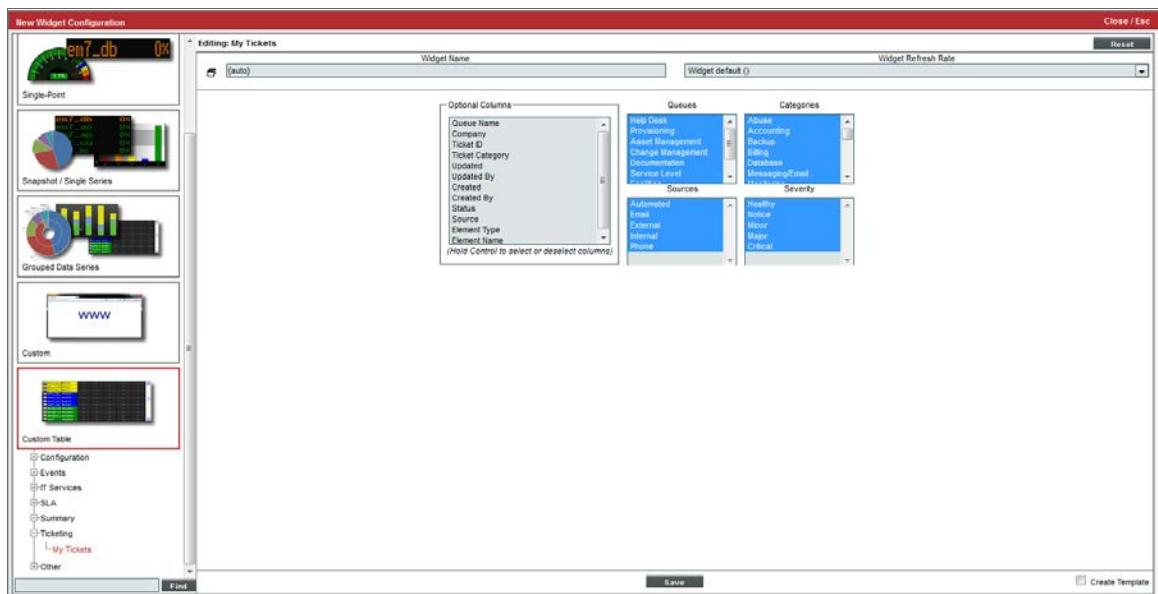 New Widget Configuration
Close / Esc
em7_db 0%
Single-Point
Snapshot / Single Series
Grouped Data Series
www
Custom
Custom Table
Configuration
Events
IT Services
SLA
Summary
Ticketing
My Tickets
Other
Find
Editing: My Tickets
Reset
Widget Name
Widget Refresh Rate
{auto}
Widget default ()
Optional Columns
Queue Name
Company
Ticket ID
Ticket Category
Updated
Updated By
Created
Created By
Status
Source
Element Type
Element Name
(Hold Control to select or deselect columns)
Queues
Help Desk
Provisioning
Asset Management
Change Management
Documentation
Service Level
Categories
Abuse
Accounting
Backup
Billing
Database
Messaging/Email
Sources
Automated
Email
External
Internal
Phone
Severity
Healthy
Notice
Minor
Major
Critical
Save
Create Template